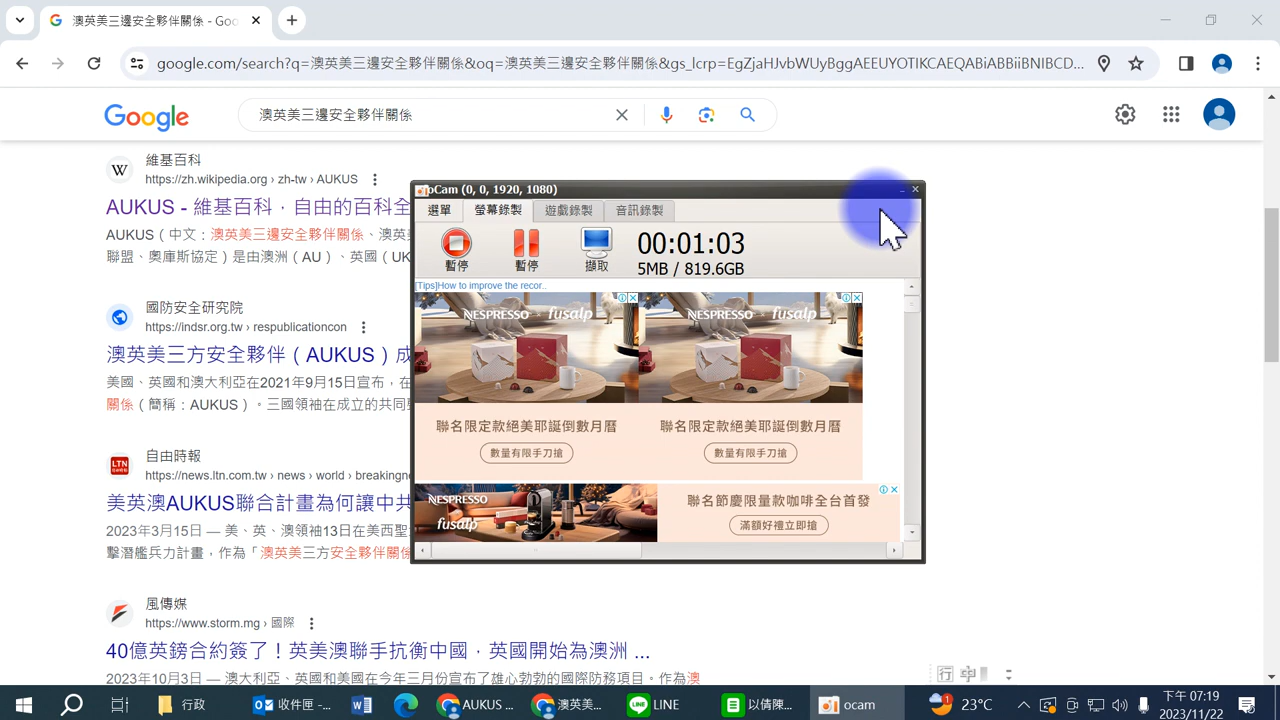 澳英美三邊安全夥伴關係 - Goo
google.com/search?q=澳英美三邊安全夥伴關係&oq=澳英美三邊安全夥伴關係&gs_lcrp=EgZjaHJvbWUyBggAEEUYOTIKCAEQABiABBiiBNIBCD...
Google
澳英美三邊安全夥伴關係
W
維基百科
https://zh.wikipedia.org › zh-tw › AUKUS
AUKUS - 維基百科，自由的百科全
AUKUS（中文：澳英美三邊安全夥伴關係、澳
聯盟、奧庫斯協定）是由澳洲（AU）、英國（UK
國防安全研究院
https://indsr.org.tw › respublicationcon
澳英美三方安全夥伴（AUKUS）成
美國、英國和澳大利亞在2021年9月15日宣布，在
關係（簡稱：AUKUS）。三國領袖在成立的共同
LTN
自由時報
https://news.ltn.com.tw › news › world › breakingne
美英澳AUKUS聯合計畫為何讓中共
2023年3月15日 — 美、英、澳領袖13日在美西聖
擊潛艦兵力計畫，作為「澳英美三方安全夥伴關係
風傳媒
https://www.storm.mg › 國際
40億英鎊合約簽了！英美澳聯手抗衡中國，英國開始為澳洲 ...
2023年10月3日 — 澳大利亞、英國和美國在今年三月份宣布了雄心勃勃的國際防務項目。作為澳
oCam (0, 0, 1920, 1080)
選單
螢幕錄製
遊戲錄製
音訊錄製
暫停
暫停
擷取
00:01:03
5MB / 819.6GB
[Tips]How to improve the recor..
NESPRESSO × fusalp
NESPRESSO × fusalp
聯名限定款絕美耶誕倒數月曆
聯名限定款絕美耶誕倒數月曆
數量有限手刀搶
數量有限手刀搶
NESPRESSO
fusalp
聯名節慶限量款咖啡全台首發
滿額好禮立即搶
行 中
行政
收件匣 -...
AUKUS ...
澳英美...
LINE
以倩陳...
ocam
23°C
下午 07:19
2023/11/22